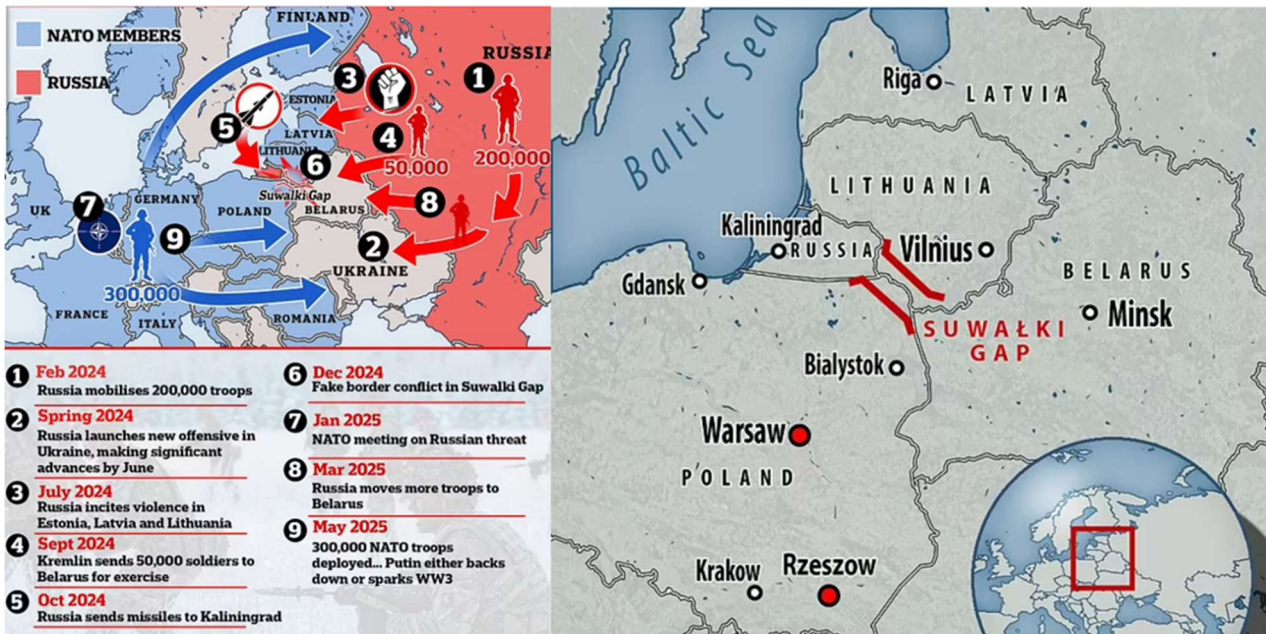 FINLAND
NATO MEMBERS
RUSSIA
RUSSIA
3
1
ESTONIA
5
LATVIA
4
LITHUANIA
6
50,000
200,000
Suwalki Gap
7
GERMANY
UK
POLAND
BELARUS
8
9
2
UKRAINE
300,000
FRANCE
ITALY
ROMANIA
1 Feb 2024
Russia mobilises 200,000 troops
2 Spring 2024
Russia launches new offensive in
Ukraine, making significant
advances by June
3 July 2024
Russia incites violence in
Estonia, Latvia and Lithuania
4 Sept 2024
Kremlin sends 50,000 soldiers to
Belarus for exercise
5 Oct 2024
Russia sends missiles to Kaliningrad
6 Dec 2024
Fake border conflict in Suwalki Gap
7 Jan 2025
NATO meeting on Russian threat
8 Mar 2025
Russia moves more troops to
Belarus
9 May 2025
300,000 NATO troops
deployed... Putin either backs
down or sparks WW3
Baltic Sea
Riga
LATVIA
LITHUANIA
Kaliningrad
RUSSIA
Vilnius
Gdansk
BELARUS
Minsk
SUWAŁKI
GAP
Bialystok
Warsaw
POLAND
Krakow
Rzeszow